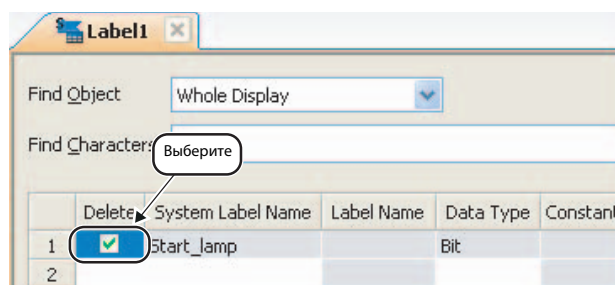 Label1
Find Object Whole Display
Find Characters
Выберите
Delete System Label Name Label Name Data Type Constant
1 Start_lamp Bit
2